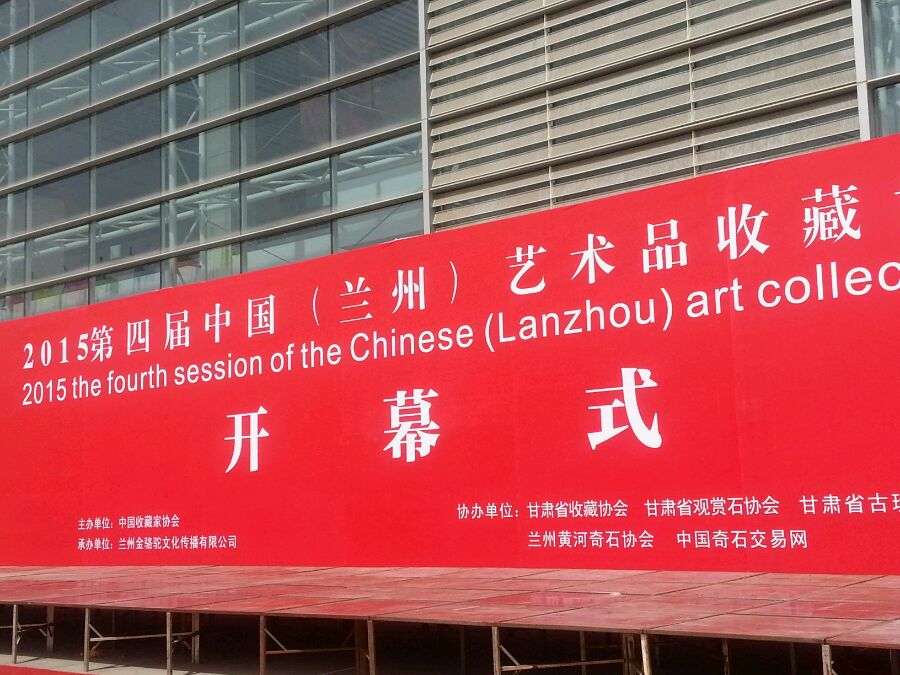 2015第四届中国（兰州）艺术品收藏
2015 the fourth session of the Chinese (Lanzhou) art collec
开幕式
主办单位：中国收藏家协会
承办单位：兰州金骆驼文化传播有限公司
协办单位：甘肃省收藏协会 甘肃省观赏石协会 甘肃省古
兰州黄河奇石协会 中国奇石交易网